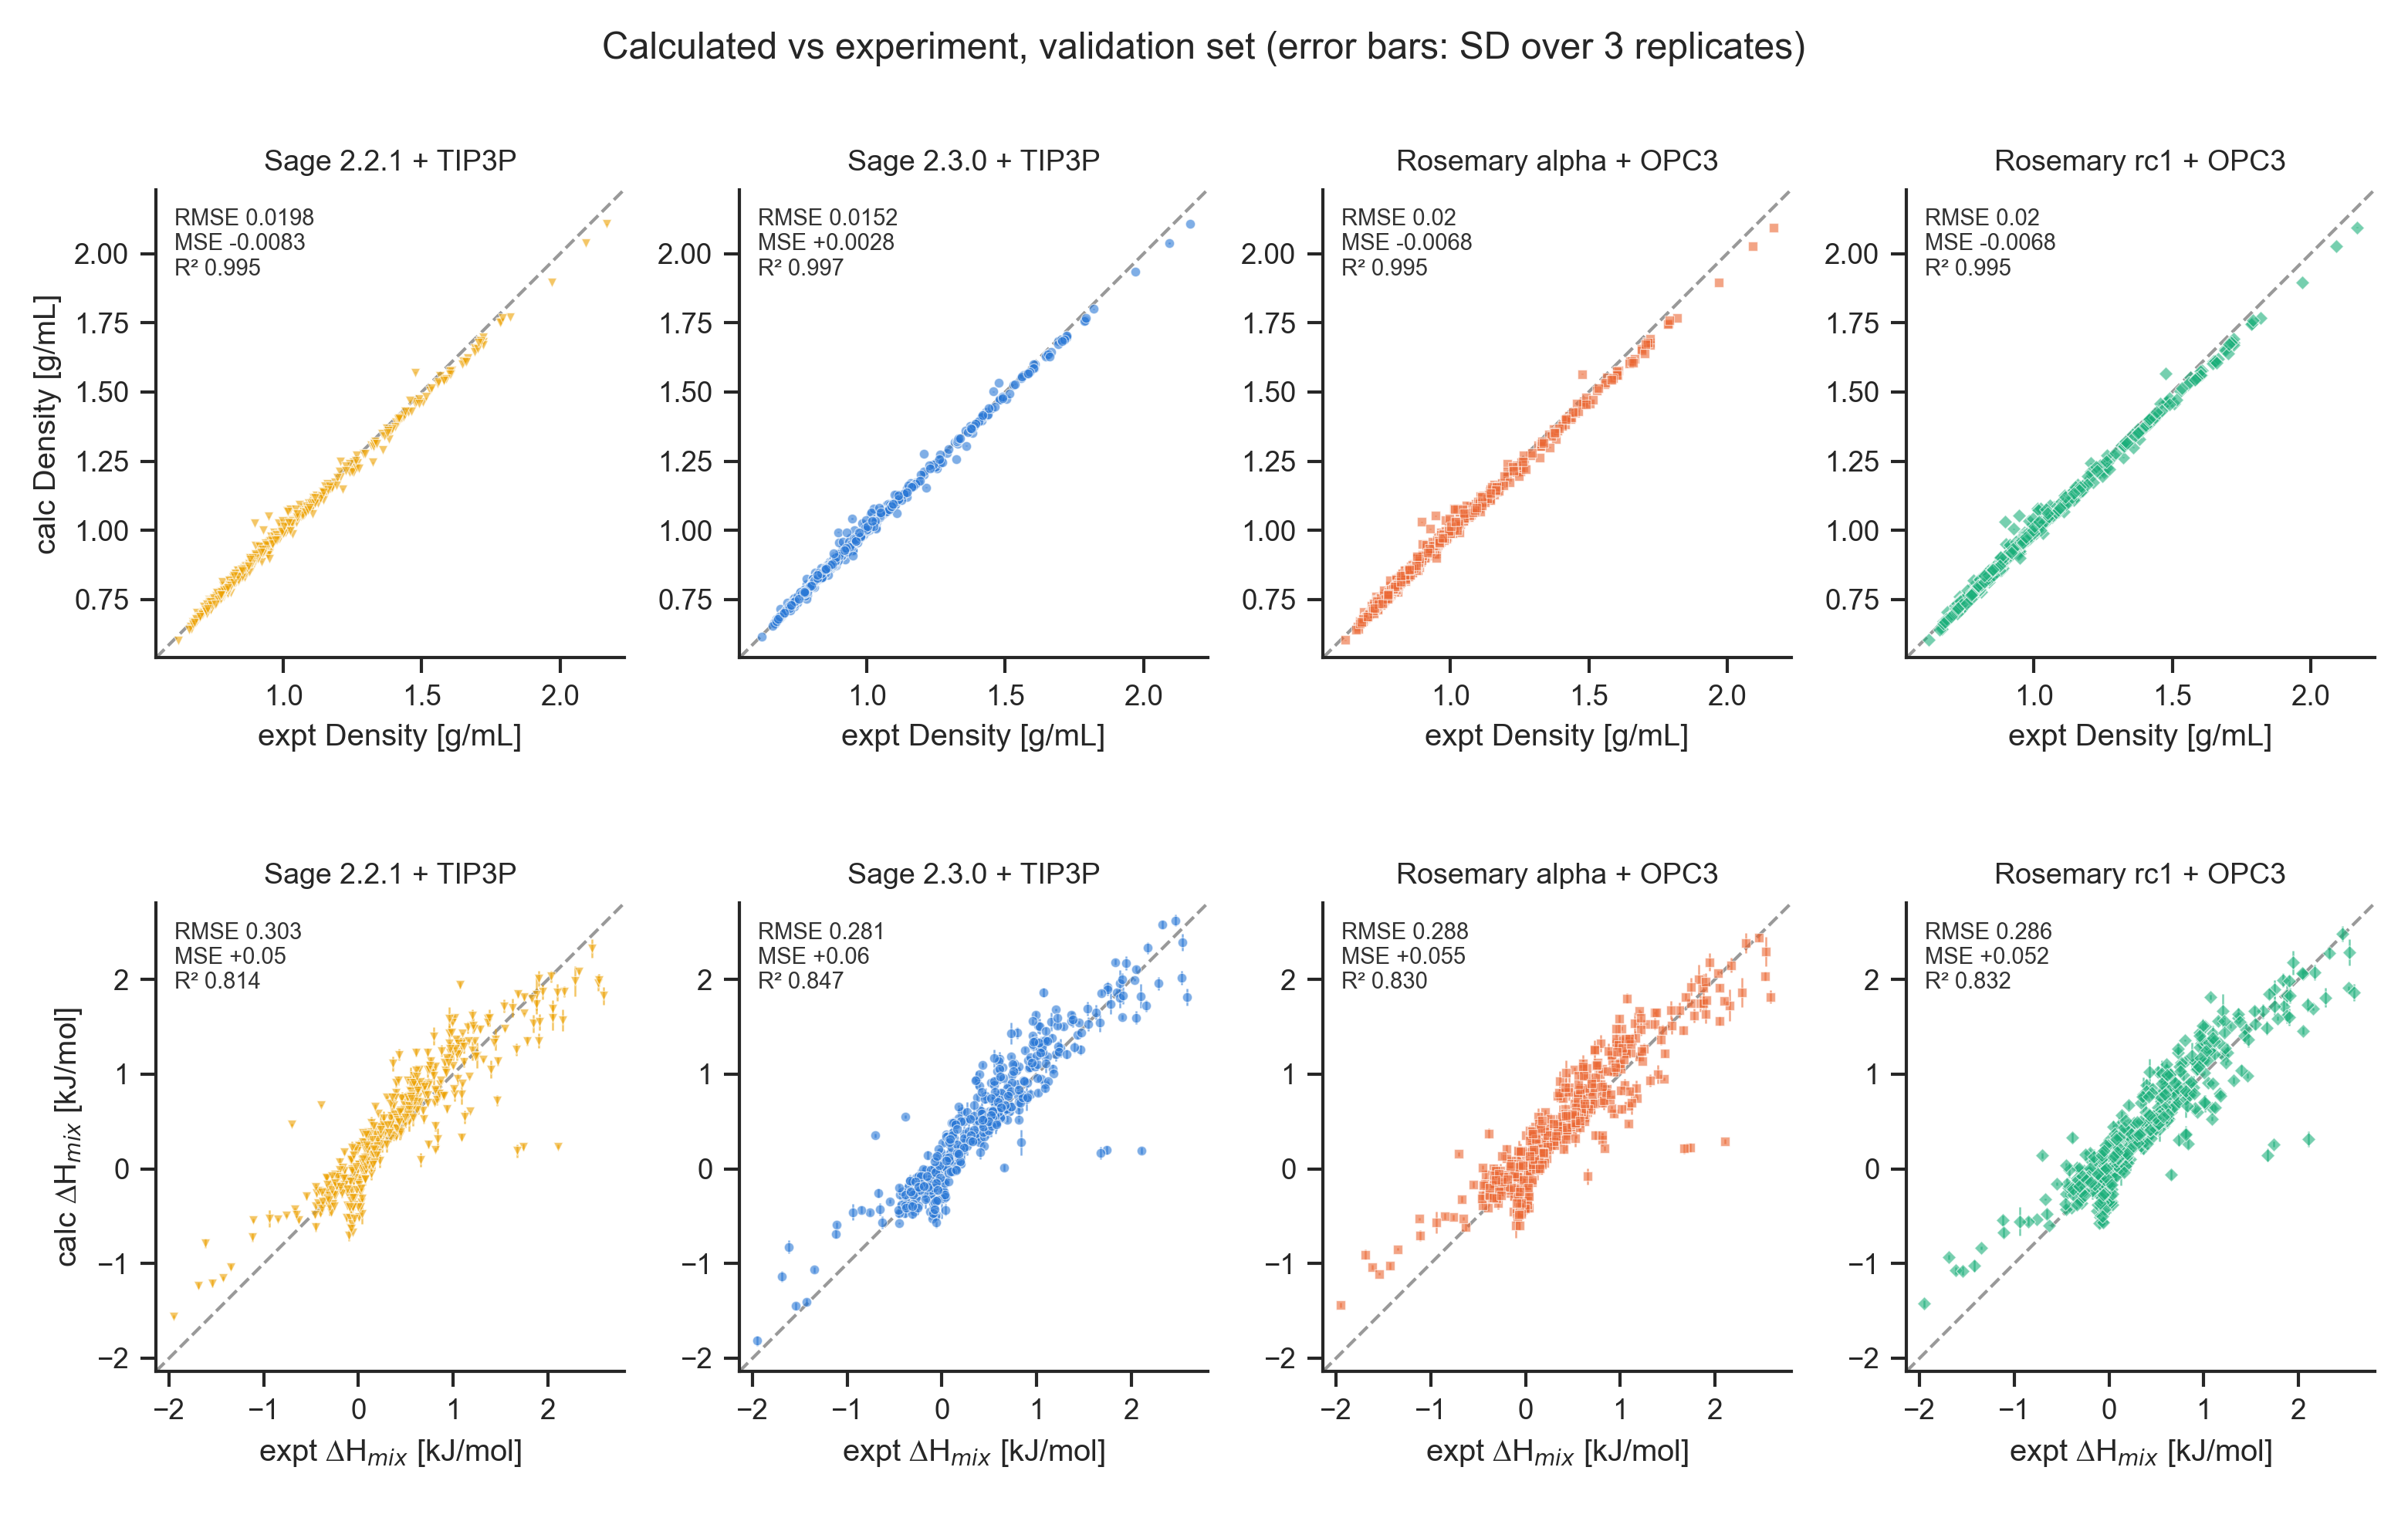 Calculated vs experiment, validation set (error bars: SD over 3 replicates)
Sage 2.2.1 + TIP3P
RMSE 0.0198
MSE -0.0083
R² 0.995
calc Density [g/mL]
2.00
1.75
1.50
1.25
1.00
0.75
1.0 1.5 2.0
expt Density [g/mL]
Sage 2.3.0 + TIP3P
RMSE 0.0152
MSE +0.0028
R² 0.997
2.00
1.75
1.50
1.25
1.00
0.75
1.0 1.5 2.0
expt Density [g/mL]
Rosemary alpha + OPC3
RMSE 0.02
MSE -0.0068
R² 0.995
2.00
1.75
1.50
1.25
1.00
0.75
1.0 1.5 2.0
expt Density [g/mL]
Rosemary rc1 + OPC3
RMSE 0.02
MSE -0.0068
R² 0.995
2.00
1.75
1.50
1.25
1.00
0.75
1.0 1.5 2.0
expt Density [g/mL]
Sage 2.2.1 + TIP3P
RMSE 0.303
MSE +0.05
R² 0.814
calc ΔH_mix [kJ/mol]
2
1
0
−1
−2
−2 −1 0 1 2
expt ΔH_mix [kJ/mol]
Sage 2.3.0 + TIP3P
RMSE 0.281
MSE +0.06
R² 0.847
2
1
0
−1
−2
−2 −1 0 1 2
expt ΔH_mix [kJ/mol]
Rosemary alpha + OPC3
RMSE 0.288
MSE +0.055
R² 0.830
2
1
0
−1
−2
−2 −1 0 1 2
expt ΔH_mix [kJ/mol]
Rosemary rc1 + OPC3
RMSE 0.286
MSE +0.052
R² 0.832
2
1
0
−1
−2
−2 −1 0 1 2
expt ΔH_mix [kJ/mol]